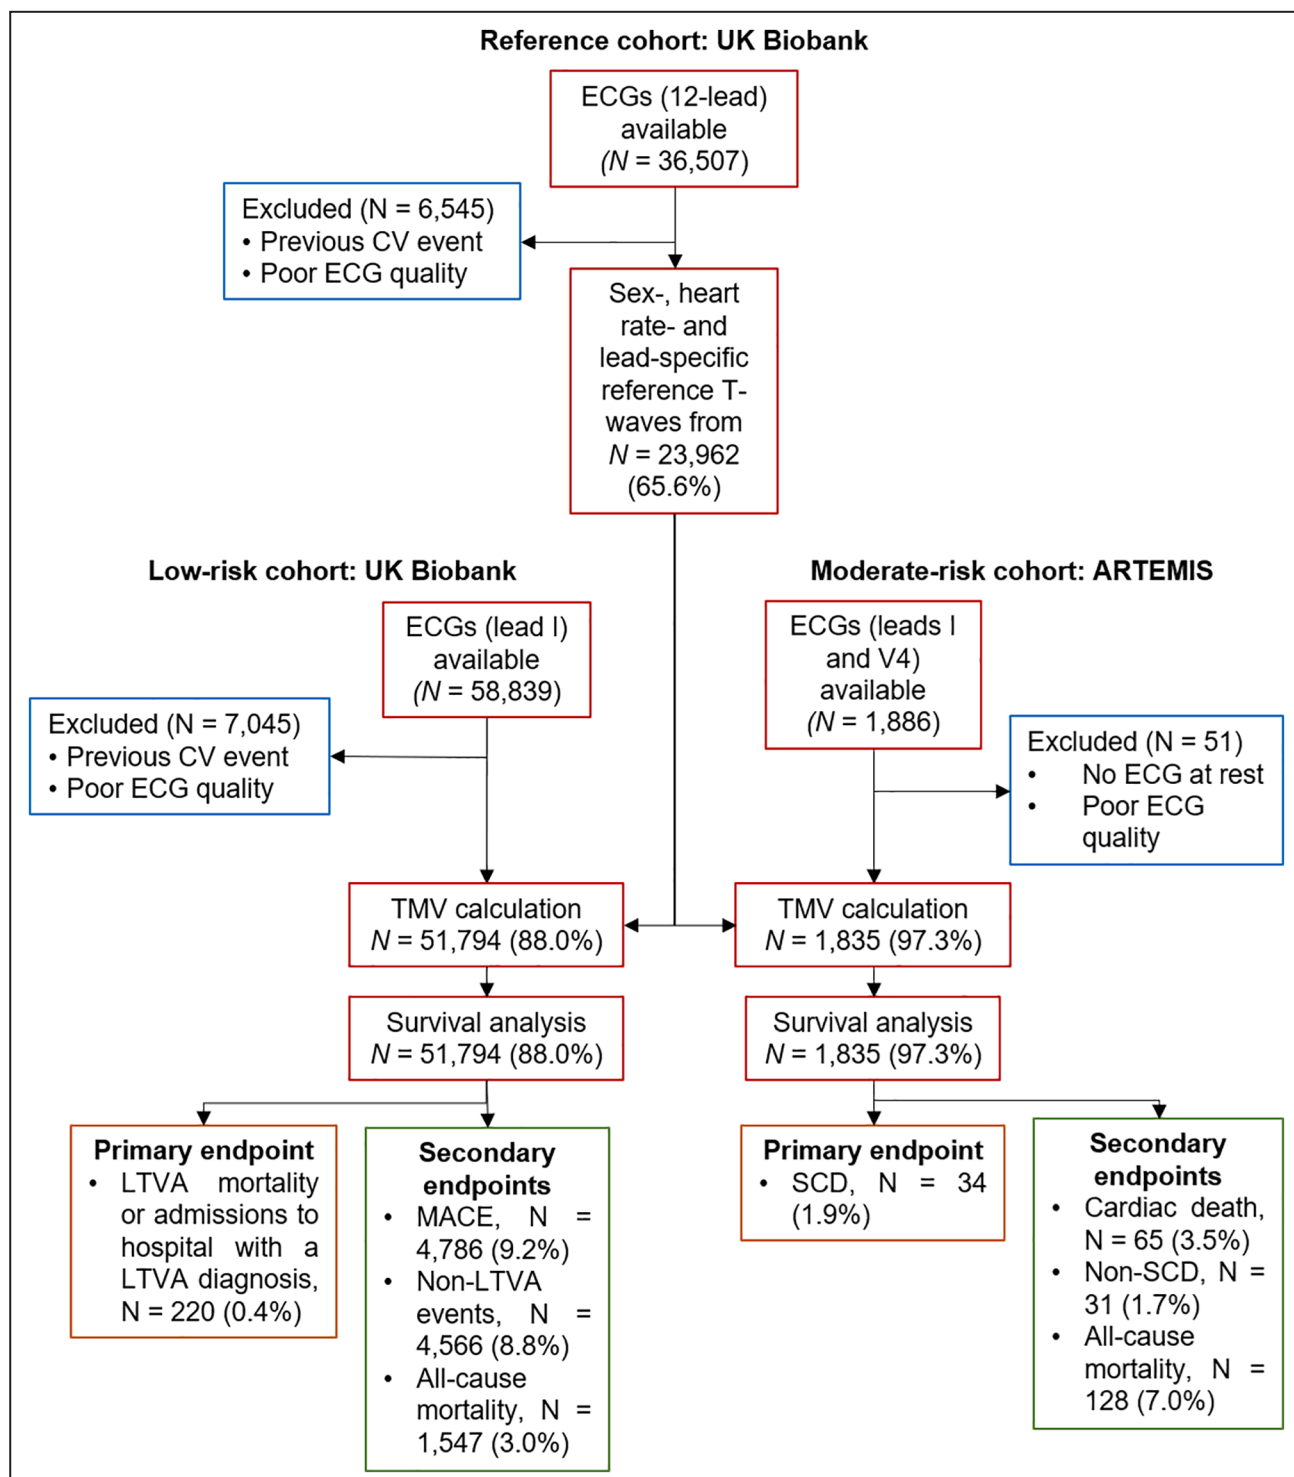 Reference cohort: UK Biobank
ECGs (12-lead)
available
(N = 36,507)
Excluded (N = 6,545)
• Previous CV event
• Poor ECG quality
Sex-, heart
rate- and
lead-specific
reference T-
waves from
N = 23,962
(65.6%)
Low-risk cohort: UK Biobank
ECGs (lead I)
available
(N = 58,839)
Excluded (N = 7,045)
• Previous CV event
• Poor ECG quality
TMV calculation
N = 51,794 (88.0%)
Survival analysis
N = 51,794 (88.0%)
Primary endpoint
• LTVA mortality
or admissions to
hospital with a
LTVA diagnosis,
N = 220 (0.4%)
Secondary
endpoints
• MACE, N =
4,786 (9.2%)
• Non-LTVA
events, N =
4,566 (8.8%)
• All-cause
mortality, N =
1,547 (3.0%)
Moderate-risk cohort: ARTEMIS
ECGs (leads I
and V4)
available
(N = 1,886)
Excluded (N = 51)
• No ECG at rest
• Poor ECG
quality
TMV calculation
N = 1,835 (97.3%)
Survival analysis
N = 1,835 (97.3%)
Primary endpoint
• SCD, N = 34
(1.9%)
Secondary
endpoints
• Cardiac death,
N = 65 (3.5%)
• Non-SCD, N =
31 (1.7%)
• All-cause
mortality, N =
128 (7.0%)